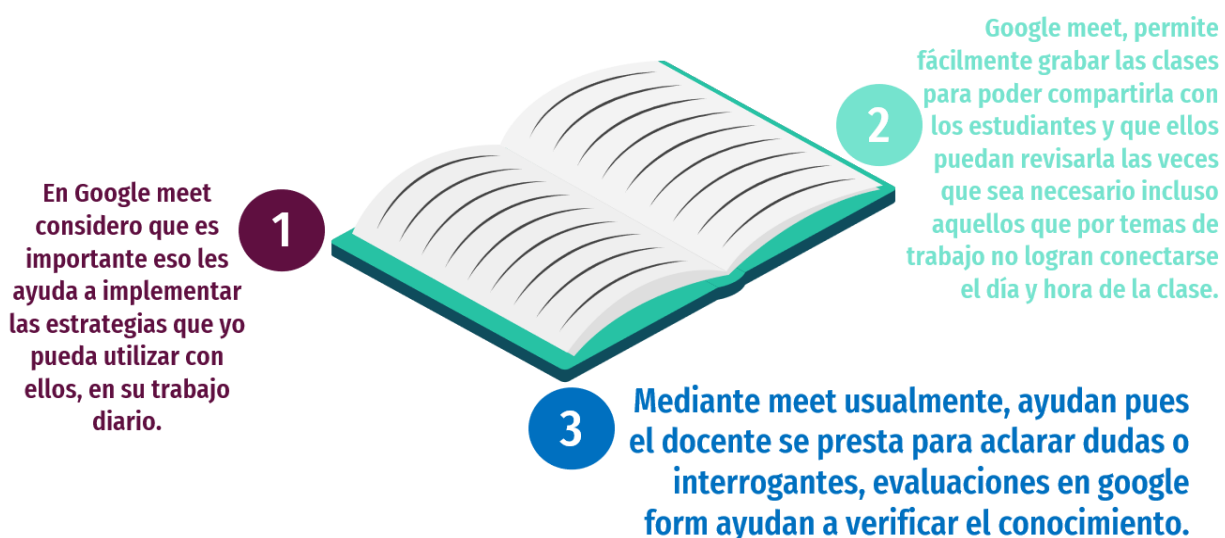 1
En Google meet
considero que es
importante eso les
ayuda a implementar
las estrategias que yo
pueda utilizar con
ellos, en su trabajo
diario.
2
Google meet, permite
fácilmente grabar las clases
para poder compartirla con
los estudiantes y que ellos
puedan revisarla las veces
que sea necesario incluso
aquellos que por temas de
trabajo no logran conectarse
el día y hora de la clase.
3
Mediante meet usualmente, ayudan pues
el docente se presta para aclarar dudas o
interrogantes, evaluaciones en google
form ayudan a verificar el conocimiento.